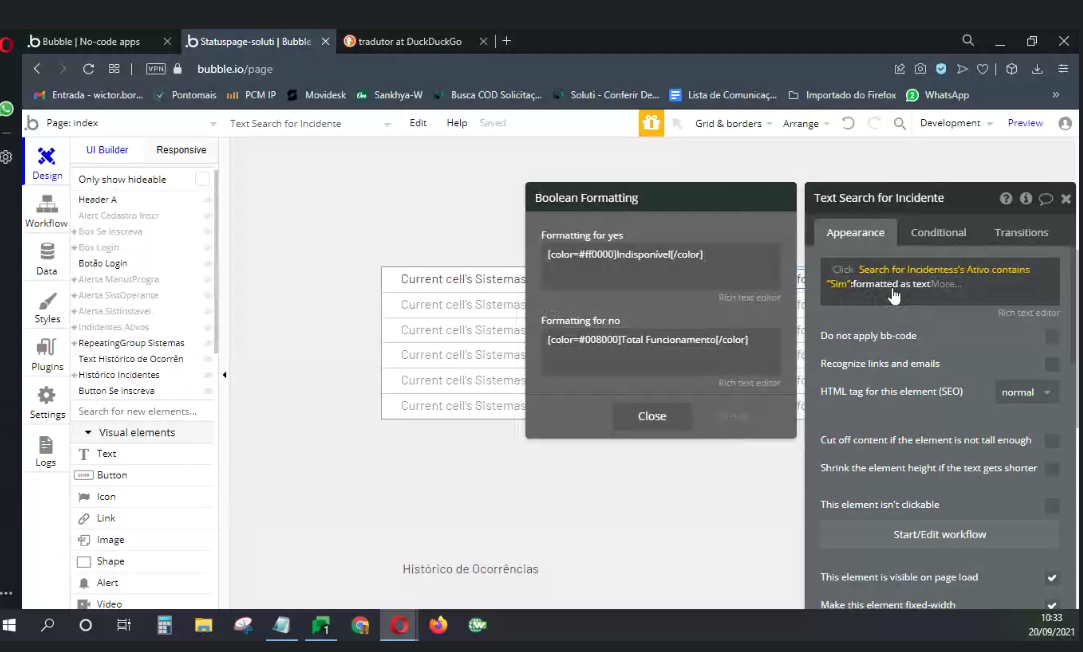 Bubble | No-code apps
Statuspage-soluti | Bubble
tradutor at DuckDuckGo
VPN
bubble.io/page
Entrada - wictor.bor...
Pontomais
PCM IP
Movidesk
Sankhya-W
Busca COD Solicitaç...
Soluti - Conferir De...
Lista de Comunicaç...
Importado do Firefox
WhatsApp
Page: index
Text Search for Incidente
Edit
Help
Saved
Grid & borders
Arrange
Development
Preview
Design
Workflow
Data
Styles
Plugins
Settings
Logs
UI Builder
Responsive
Only show hideable
Header A
Alert Cadastro Inscr
Box Se inscreva
Box Login
Botão Login
Alerta ManutProgra
Alerta SistOperante
Alerta SistInstavel
Indidentes Ativos
RepeatingGroup Sistemas
Text Histórico de Ocorrên
Histórico Incidentes
Button Se inscreva
Search for new elements...
Visual elements
Text
Button
Icon
Link
Image
Shape
Alert
Video
Current cell's Sistemas
Current cell's Sistemas
Current cell's Sistemas
Current cell's Sistemas
Current cell's Sistemas
Current cell's Sistemas
Histórico de Ocorrências
Boolean Formatting
Formatting for yes
[color=#ff0000]Indisponível[/color]
Rich text editor
Formatting for no
[color=#008000]Total Funcionamento[/color]
Rich text editor
Close
Text Search for Incidente
Appearance
Conditional
Transitions
Click Search for Incidentess's Ativo contains
"Sim":formatted as textMore...
Rich text editor
Do not apply bb-code
Recognize links and emails
HTML tag for this element (SEO)
normal
Cut off content if the element is not tall enough
Shrink the element height if the text gets shorter
This element isn't clickable
Start/Edit workflow
This element is visible on page load
Make this element fixed-width
1
10:33
20/09/2021